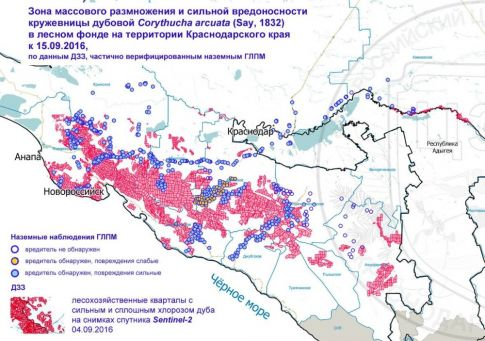 Зона массового размножения и сильной вредоносности
кружевницы дубовой Corythucha arcuata (Say, 1832)
в лесном фонде на территории Краснодарского края
к 15.09.2016,
по данным ДЗЗ, частично верифицированным наземным ГЛПМ
Краснодар
Республика
Адыгея
Анапа
Новороссийск
Чёрное море
Наземные наблюдения ГЛПМ
вредитель не обнаружен
вредитель обнаружен, повреждения слабые
вредитель обнаружен, повреждения сильные
ДЗЗ
лесохозяйственные кварталы с
сильным и сплошным хлорозом дуба
на снимках спутника Sentinel-2
04.09.2016